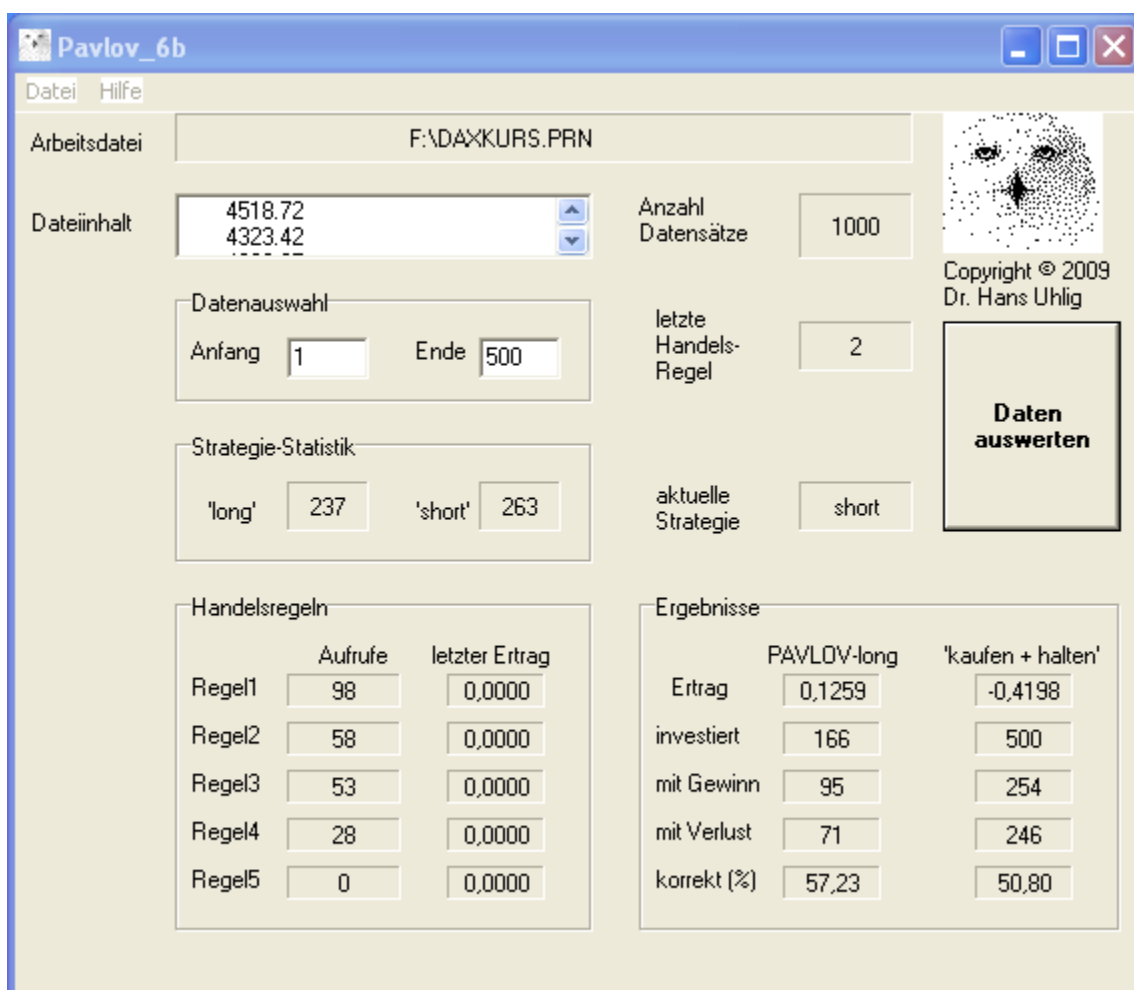 Pavlov_6b
Datei Hilfe
Arbeitsdatei F:\DAXKURS.PRN
Dateiinhalt 4518.72
4323.42
Anzahl
Datensätze 1000
Copyright © 2009
Dr. Hans Uhlig
Datenauswahl
Anfang 1 Ende 500
letzte
Handels-
Regel 2
Daten
auswerten
Strategie-Statistik
'long' 237 'short' 263
aktuelle
Strategie short
Handelsregeln
Aufrufe letzter Ertrag
Regel1 98 0,0000
Regel2 58 0,0000
Regel3 53 0,0000
Regel4 28 0,0000
Regel5 0 0,0000
Ergebnisse
PAVLOV-long 'kaufen + halten'
Ertrag 0,1259 -0,4198
investiert 166 500
mit Gewinn 95 254
mit Verlust 71 246
korrekt (%) 57,23 50,80